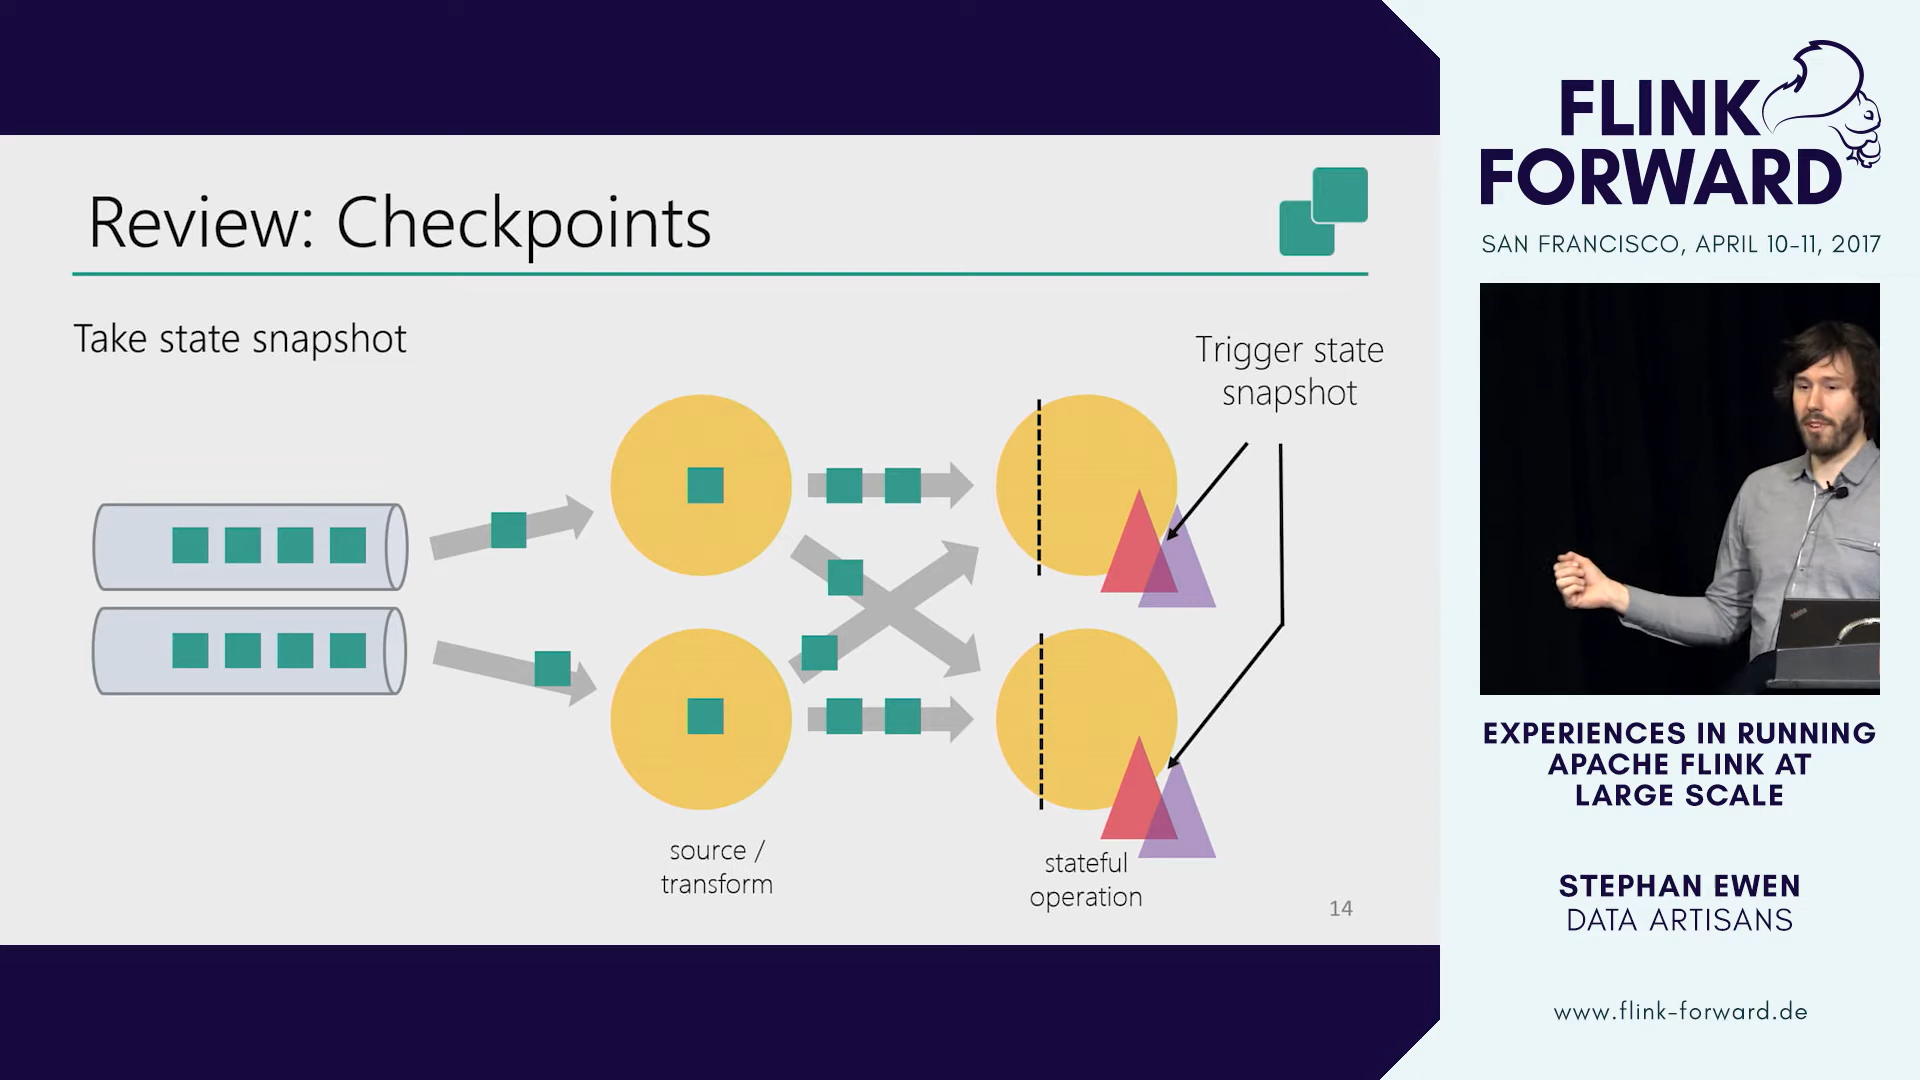 Review: Checkpoints
Take state snapshot
Trigger state
snapshot
source /
transform
stateful
operation
14
FLINK
FORWARD
SAN FRANCISCO, APRIL 10-11, 2017
EXPERIENCES IN RUNNING
APACHE FLINK AT
LARGE SCALE
STEPHAN EWEN
DATA ARTISANS
www.flink-forward.de